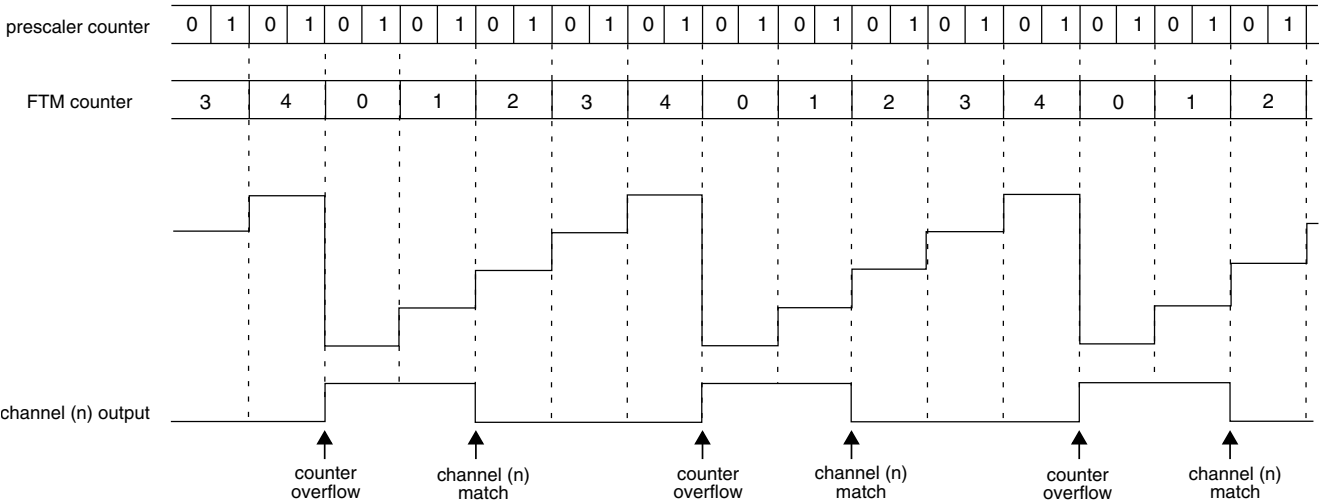 prescaler counter 0 1 0 1 0 1 0 1 0 1 0 1 0 1 0 1 0 1 0 1 0 1 0 1 0 1 0 1 0 1
FTM counter 3 4 0 1 2 3 4 0 1 2 3 4 0 1 2
channel (n) output
counter overflow
channel (n) match
counter overflow
channel (n) match
counter overflow
channel (n) match